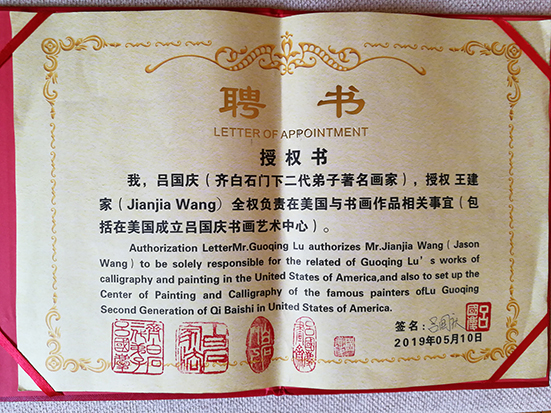 聘 书
LETTER OF APPOINTMENT
授 权 书
我，吕国庆（齐白石门下二代弟子著名画家），授权 王建
家（Jianjia Wang）全权负责在美国与书画作品相关事宜（包
括在美国成立吕国庆书画艺术中心）。
Authorization LetterMr.Guoqing Lu authorizes Mr.Jianjia Wang (Jason
Wang) to be solely responsible for the related of Guoqing Lu's works of
calligraphy and painting in the United States of America,and also to set up the
Center of Painting and Calligraphy of the famous painters ofLu Guoqing
Second Generation of Qi Baishi in United States of America.
签名：吕国庆
2019年05月10日